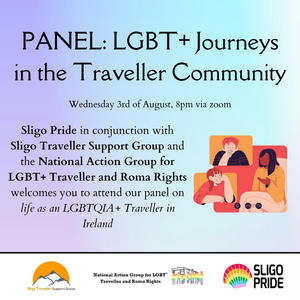 PANEL: LGBT+ Journeys
in the Traveller Community
Wednesday 3rd of August, 8pm via zoom
Sligo Pride in conjunction with
Sligo Traveller Support Group and
the National Action Group for
LGBT+ Traveller and Roma Rights
welcomes you to attend our panel on
life as an LGBTQIA+ Traveller in
Ireland
Sligo Traveller Support Group
National Action Group for LGBT+
Traveller and Roma Rights
SLIGO
PRIDE